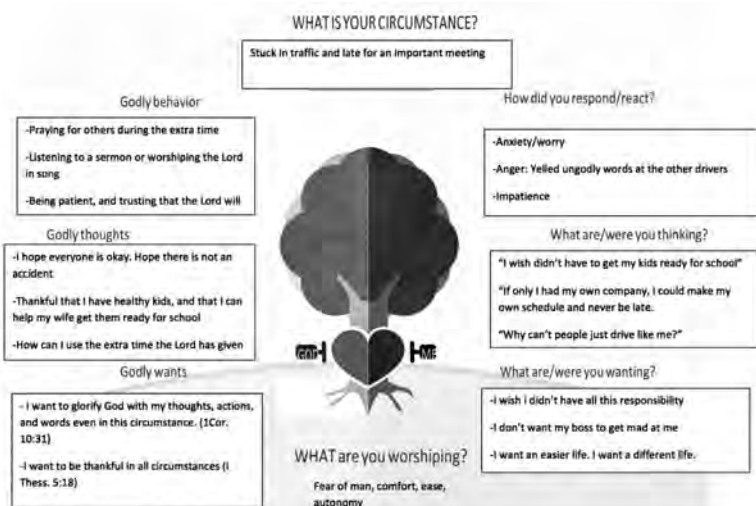 WHAT IS YOUR CIRCUMSTANCE?
Stuck in traffic and late for an important meeting
Godly behavior
-Praying for others during the extra time
-Listening to a sermon or worshiping the Lord
in song
-Being patient, and trusting that the Lord will
How did you respond/react?
-Anxiety/worry
-Anger: Yelled ungodly words at the other drivers
-Impatience
Godly thoughts
-I hope everyone is okay. Hope there is not an
accident
-Thankful that I have healthy kids, and that I can
help my wife get them ready for school
-How can I use the extra time the Lord has given
What are/were you thinking?
"I wish didn't have to get my kids ready for school"
"If only I had my own company, I could make my
own schedule and never be late.
"Why can't people just drive like me?"
GOD
ME
Godly wants
- I want to glorify God with my thoughts, actions,
and words even in this circumstance. (1Cor.
10:31)
-I want to be thankful in all circumstances (I
Thess. 5:18)
What are/were you wanting?
-I wish i didn't have all this responsibility
-I don't want my boss to get mad at me
-I want an easier life. I want a different life.
WHAT are you worshiping?
Fear of man, comfort, ease,
autonomy